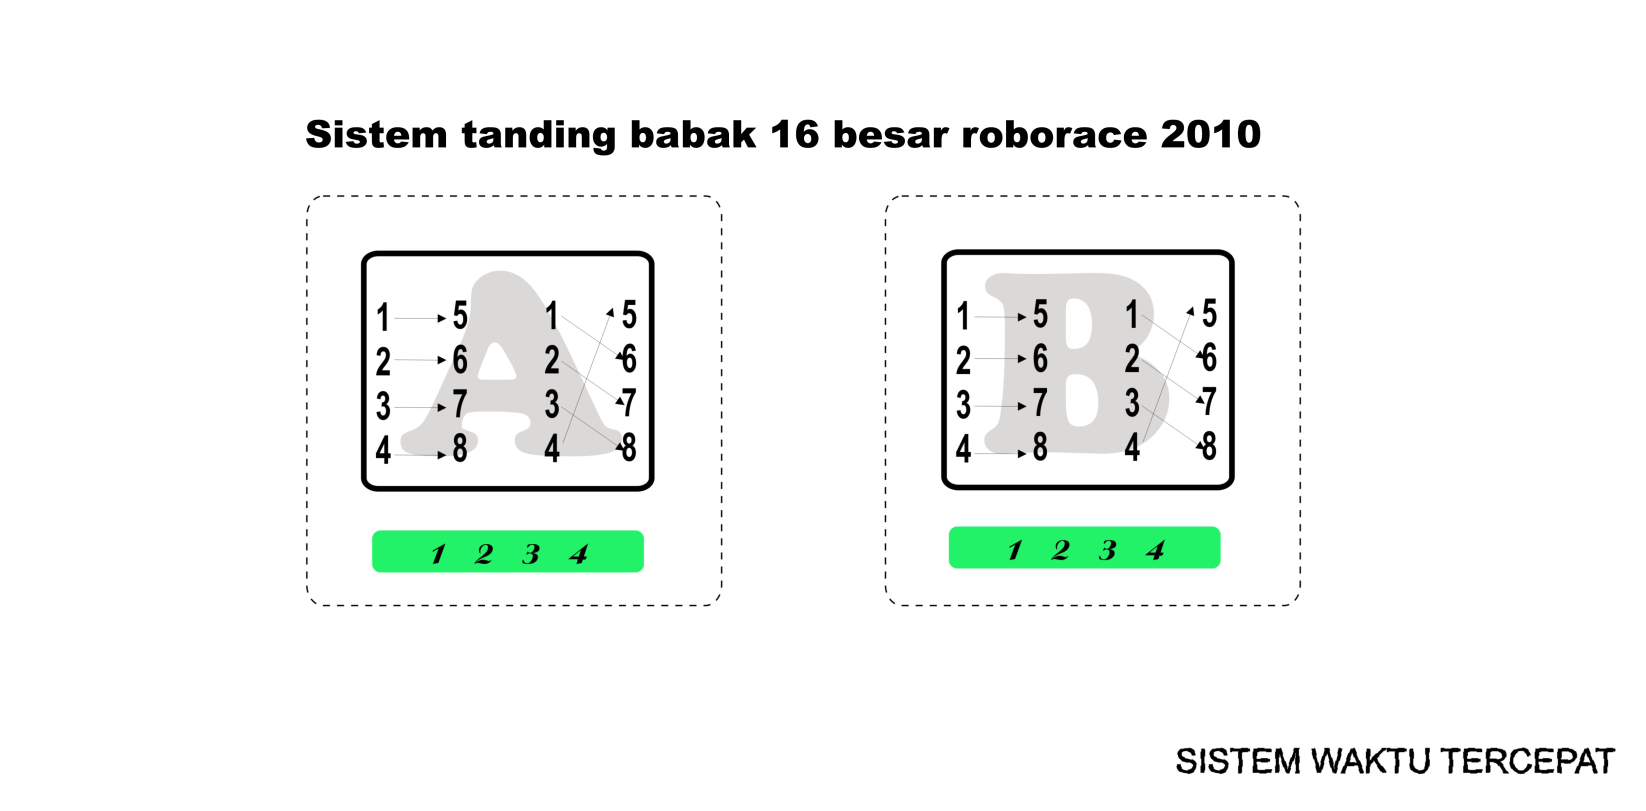 Sistem tanding babak 16 besar roborace 2010
A
1 5 1 5
2 6 2 6
3 7 3 7
4 8 4 8
1 2 3 4
B
1 5 1 5
2 6 2 6
3 7 3 7
4 8 4 8
1 2 3 4
SISTEM WAKTU TERCEPAT